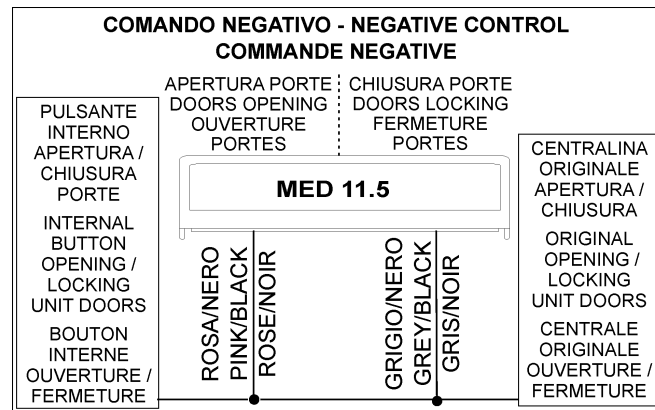 COMANDO NEGATIVO - NEGATIVE CONTROL
COMMANDE NEGATIVE
APERTURA PORTE
DOORS OPENING
OUVERTURE
PORTES
CHIUSURA PORTE
DOORS LOCKING
FERMETURE
PORTES
PULSANTE
INTERNO
APERTURA /
CHIUSURA
PORTE
INTERNAL
BUTTON
OPENING /
LOCKING
UNIT DOORS
BOUTON
INTERNE
OUVERTURE /
FERMETURE
MED 11.5
ROSA/NERO
PINK/BLACK
ROSE/NOIR
GRIGIO/NERO
GREY/BLACK
GRIS/NOIR
CENTRALINA
ORIGINALE
APERTURA /
CHIUSURA
ORIGINAL
OPENING /
LOCKING
UNIT DOORS
CENTRALE
ORIGINALE
OUVERTURE /
FERMETURE